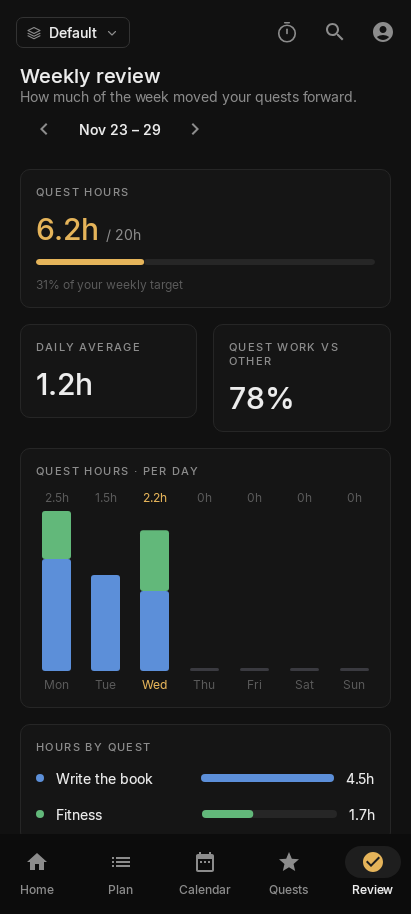 Default
Weekly review
How much of the week moved your quests forward.
Nov 23 – 29
QUEST HOURS
6.2h / 20h
31% of your weekly target
DAILY AVERAGE
1.2h
QUEST WORK VS
OTHER
78%
QUEST HOURS · PER DAY
2.5h 1.5h 2.2h 0h 0h 0h 0h
Mon Tue Wed Thu Fri Sat Sun
HOURS BY QUEST
Write the book 4.5h
Fitness 1.7h
Home Plan Calendar Quests Review